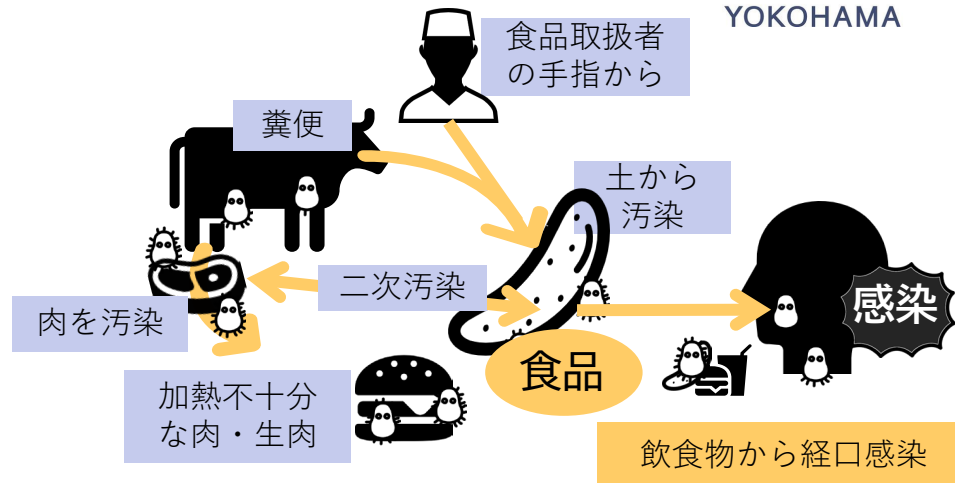 YOKOHAMA
食品取扱者
の手指から
糞便
土から
汚染
二次汚染
肉を汚染
感染
食品
加熱不十分
な肉・生肉
飲食物から経口感染